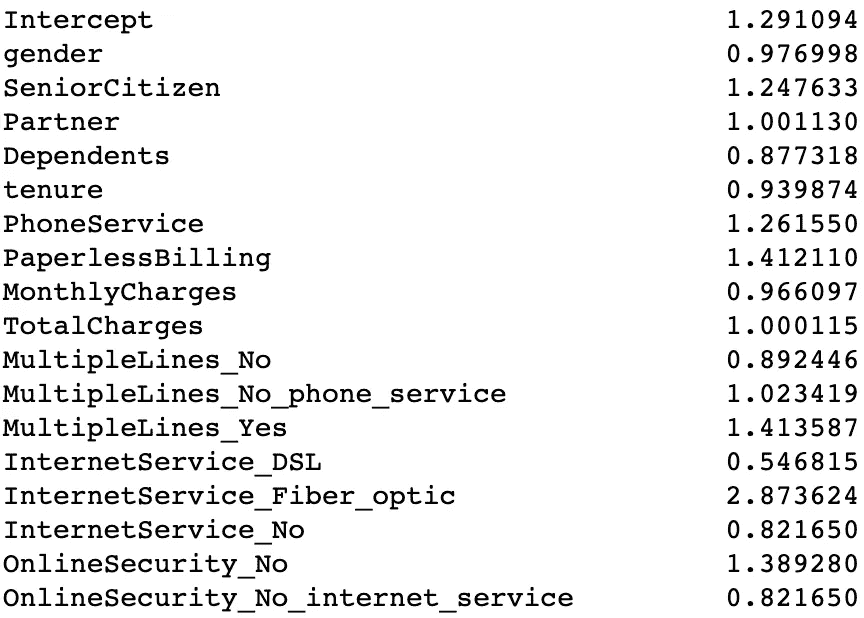 Intercept 1.291094
gender 0.976998
SeniorCitizen 1.247633
Partner 1.001130
Dependents 0.877318
tenure 0.939874
PhoneService 1.261550
PaperlessBilling 1.412110
MonthlyCharges 0.966097
TotalCharges 1.000115
MultipleLines_No 0.892446
MultipleLines_No_phone_service 1.023419
MultipleLines_Yes 1.413587
InternetService_DSL 0.546815
InternetService_Fiber_optic 2.873624
InternetService_No 0.821650
OnlineSecurity_No 1.389280
OnlineSecurity_No_internet_service 0.821650